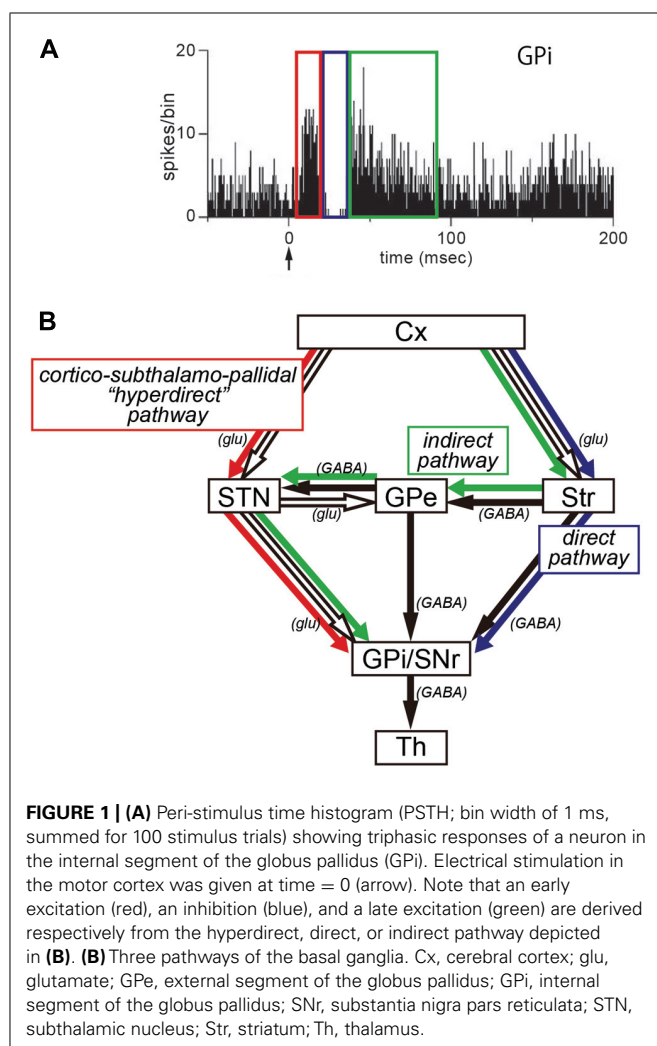 A
GPi
spikes/bin
20
10
0
0
100
200
time (msec)
B
Cx
cortico-subthalamo-pallidal
"hyperdirect"
pathway
(glu)
(glu)
indirect
pathway
(GABA)
STN
GPe
Str
(glu)
(GABA)
direct
pathway
(glu)
(GABA)
(GABA)
GPi/SNr
(GABA)
Th
FIGURE 1 | (A) Peri-stimulus time histogram (PSTH; bin width of 1 ms,
summed for 100 stimulus trials) showing triphasic responses of a neuron in
the internal segment of the globus pallidus (GPi). Electrical stimulation in
the motor cortex was given at time = 0 (arrow). Note that an early
excitation (red), an inhibition (blue), and a late excitation (green) are derived
respectively from the hyperdirect, direct, or indirect pathway depicted
in (B). (B) Three pathways of the basal ganglia. Cx, cerebral cortex; glu,
glutamate; GPe, external segment of the globus pallidus; GPi, internal
segment of the globus pallidus; SNr, substantia nigra pars reticulata; STN,
subthalamic nucleus; Str, striatum; Th, thalamus.